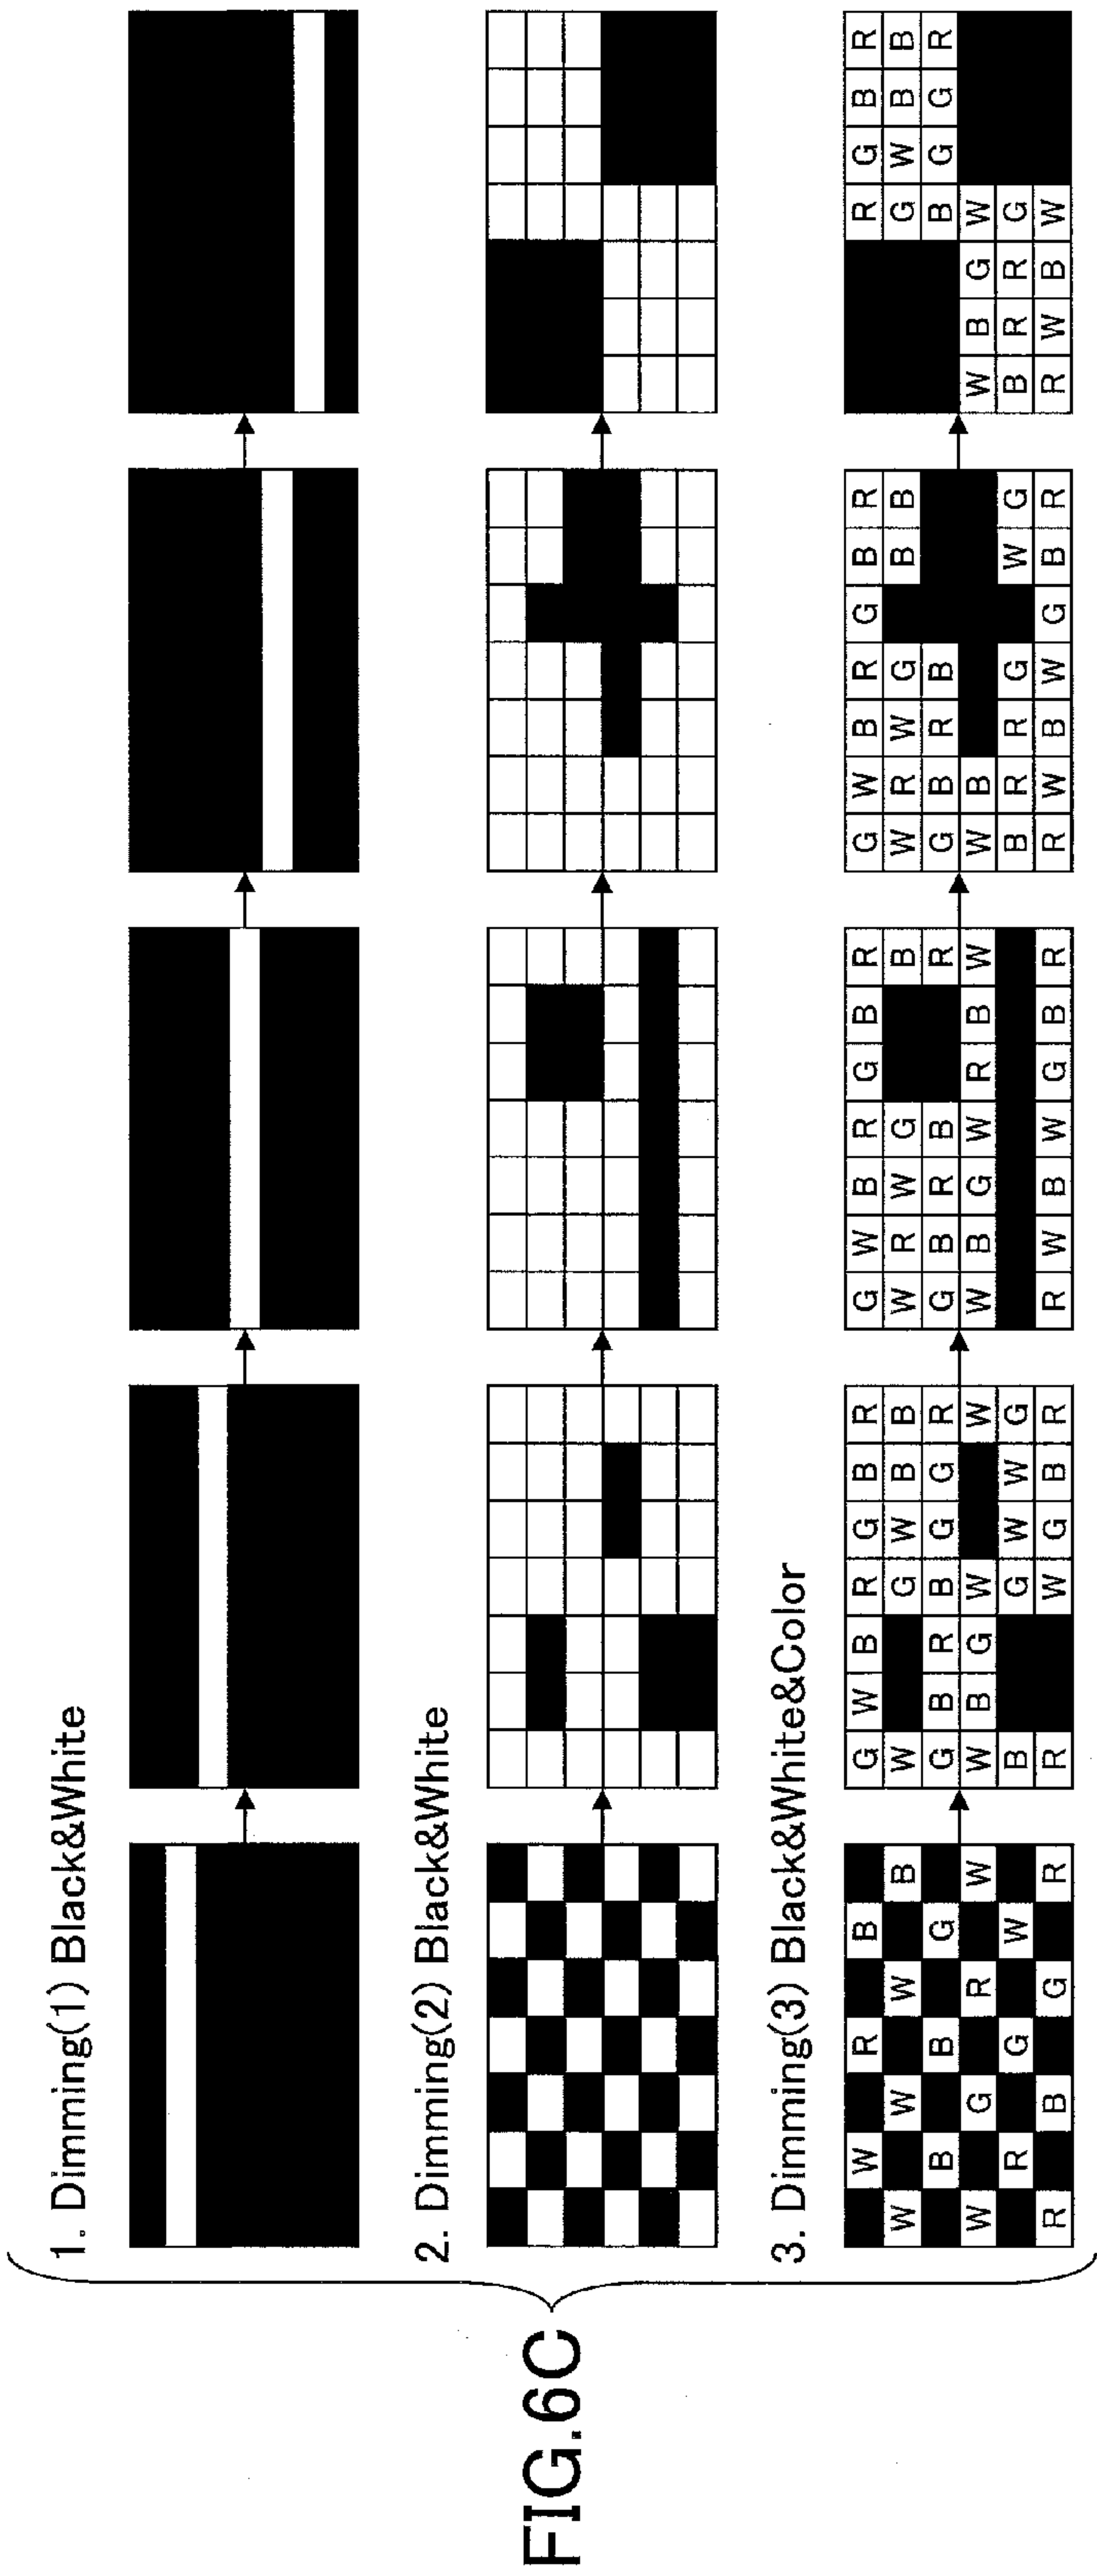 FIG.6C
1. Dimming(1) Black&White
2. Dimming(2) Black&White
3. Dimming(3) Black&White&Color
W R B
W W W B
B B G
W G R W
R G W
R B G R
G W B R G B R
W G W B B
G B R B G G R
W B G W W
B G W W G
R W G B R
G W B R G B R
W R W G B
G B R B R
W B G W R B W
R W B W G B R
G W B R G B R
W R W G B B
G B R B
W B
B R R G W G
R W B W G B R
R G B R
G W B B
B G G R
W B G W
B R R G
R W B W